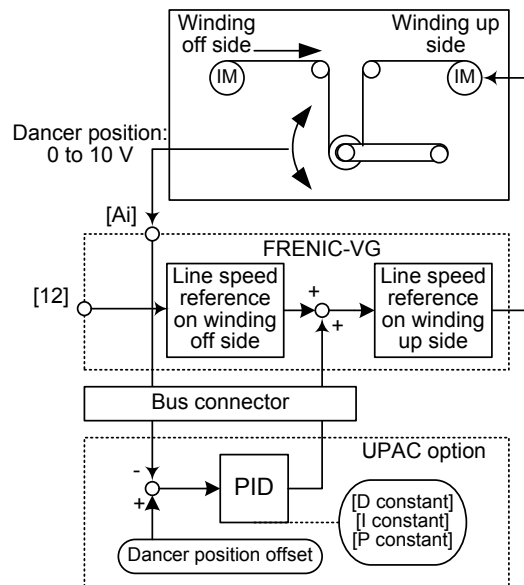 Winding
off side
Winding up
side
IM
IM
Dancer position:
0 to 10 V
[Ai]
FRENIC-VG
[12]
Line speed
reference
on winding
off side
+
+
Line speed
reference
on winding
up side
Bus connector
UPAC option
-
+
PID
[D constant]
[I constant]
[P constant]
Dancer position offset